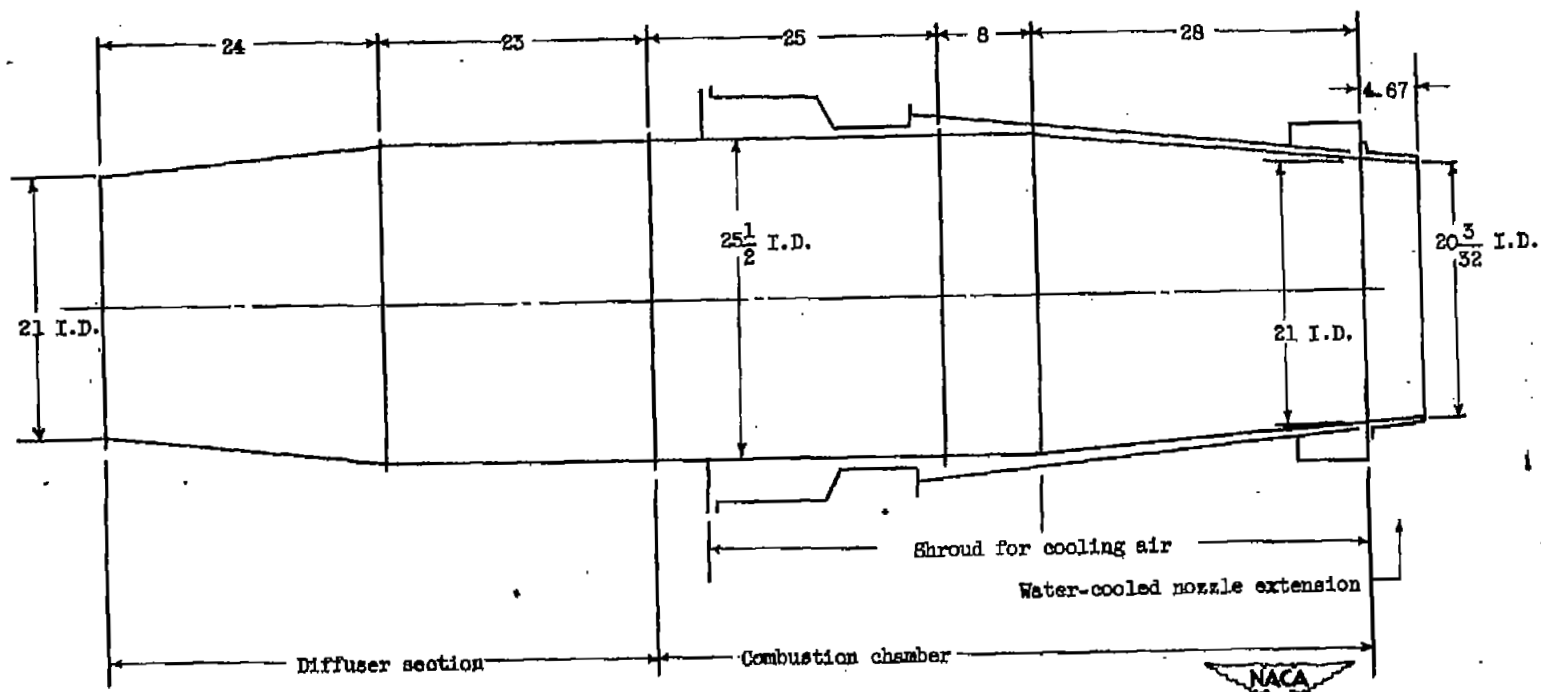 24
23
25
8
28
4.67
25 1/2 I.D.
20 3/32 I.D.
21 I.D.
21 I.D.
Shroud for cooling air
Water-cooled nozzle extension
Diffuser section
Combustion chamber
NACA